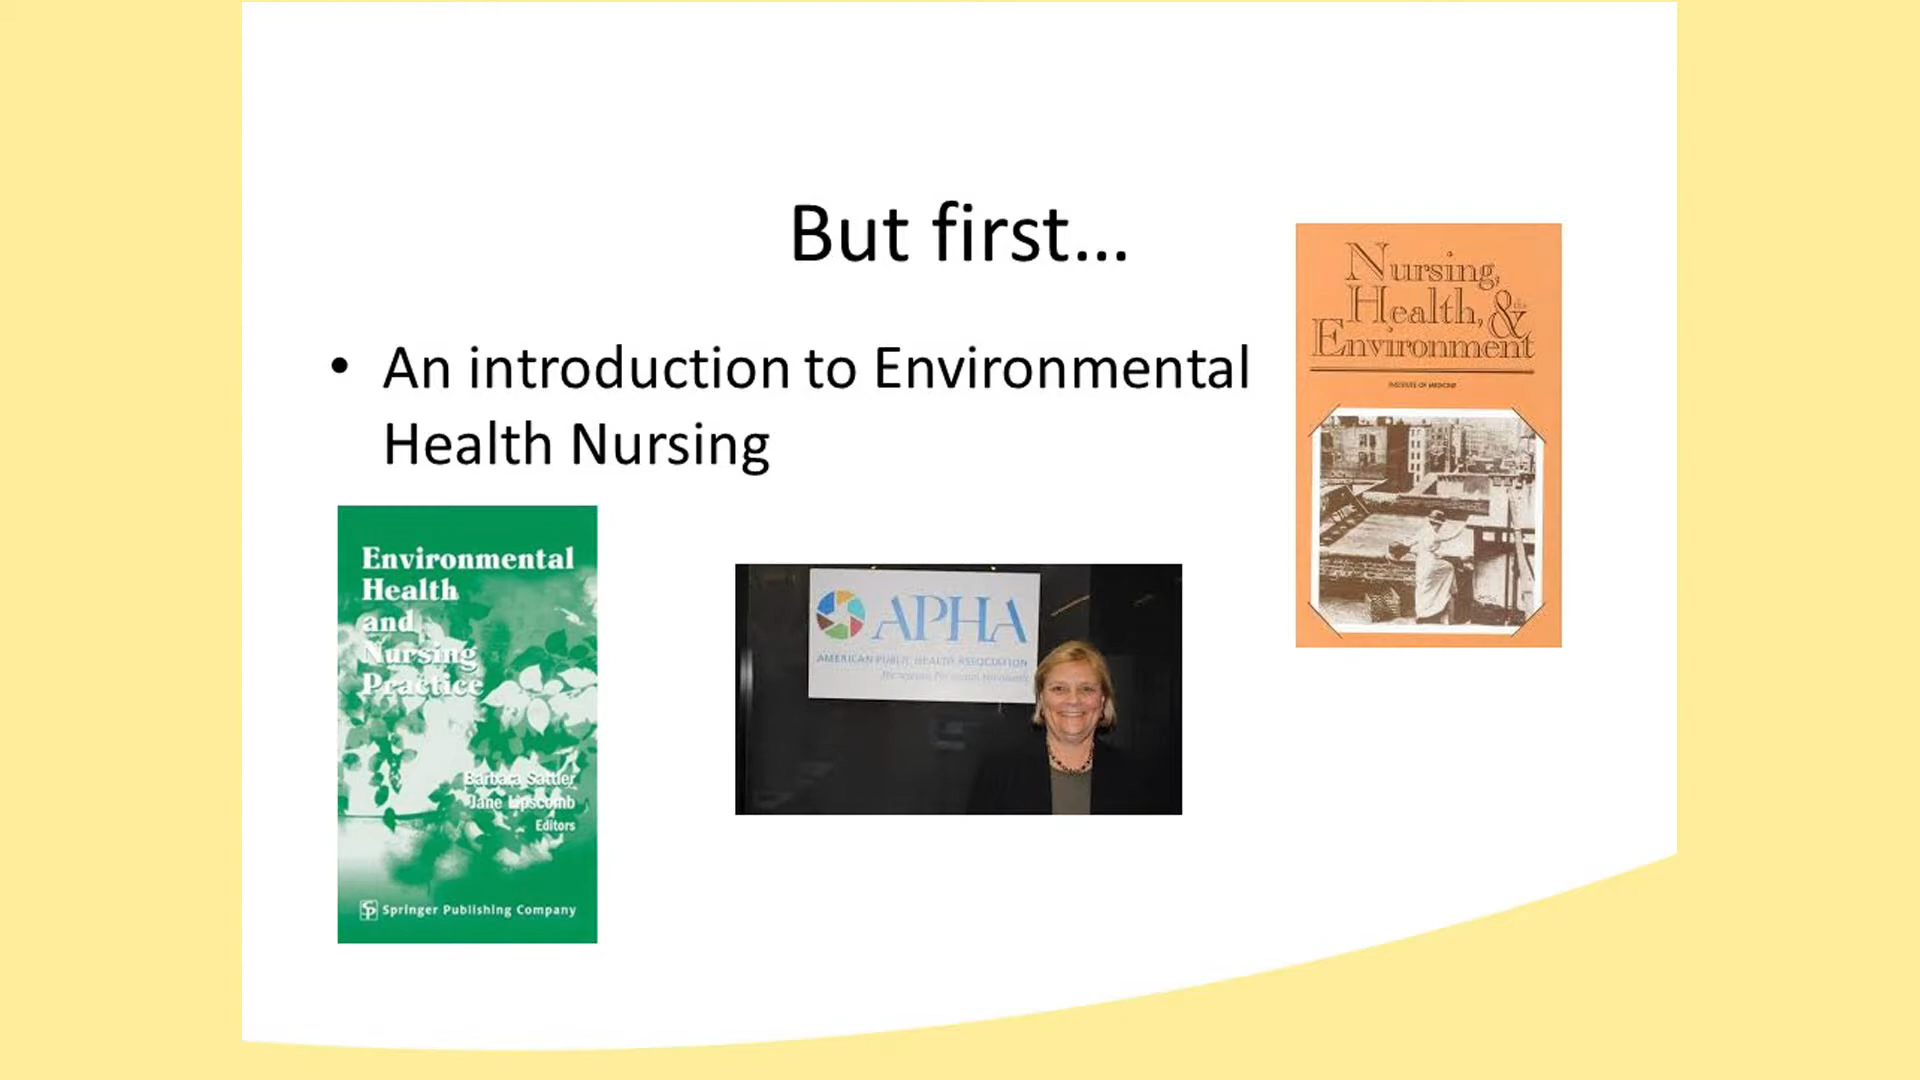 But first...
• An introduction to Environmental
Health Nursing
Nursing,
Health, & the
Environment
INSTITUTE OF MEDICINE
Environmental
Health
and
Nursing
Practice
Barbara Sattler
Jane Lipscomb
Editors
Springer Publishing Company
APHA
AMERICAN PUBLIC HEALTH ASSOCIATION